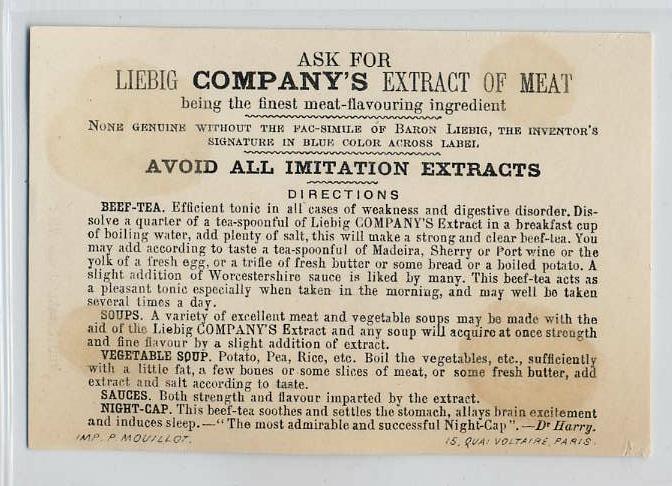 ASK FOR
LIEBIG COMPANY'S EXTRACT OF MEAT
being the finest meat-flavouring ingredient
NONE GENUINE WITHOUT THE FAC-SIMILE OF BARON LIEBIG, THE INVENTOR'S
SIGNATURE IN BLUE COLOR ACROSS LABEL
AVOID ALL IMITATION EXTRACTS
DIRECTIONS
BEEF-TEA. Efficient tonic in all cases of weakness and digestive disorder. Dis-
solve a quarter of a tea-spoonful of Liebig COMPANY'S Extract in a breakfast cup
of boiling water, add plenty of salt, this will make a strong and clear beef-tea. You
may add according to taste a tea-spoonful of Madeira, Sherry or Port wine or the
yolk of a fresh egg, or a trifle of fresh butter or some bread or a boiled potato. A
slight addition of Worcestershire sauce is liked by many. This beef-tea acts as
a pleasant tonic especially when taken in the morning, and may well be taken
several times a day.
SOUPS. A variety of excellent meat and vegetable soups may be made with the
aid of the Liebig COMPANY'S Extract and any soup will acquire at once strength
and fine flavour by a slight addition of extract.
VEGETABLE SOUP. Potato, Pea, Rice, etc. Boil the vegetables, etc., sufficiently
with a little fat, a few bones or some slices of meat, or some fresh butter, add
extract and salt according to taste.
SAUCES. Both strength and flavour imparted by the extract.
NIGHT-CAP. This beef-tea soothes and settles the stomach, allays brain excitement
and induces sleep.—"The most admirable and successful Night-Cap".—Dr Harry.
IMP. P. MOUILLOT. 15, QUAI VOLTAIRE, PARIS.